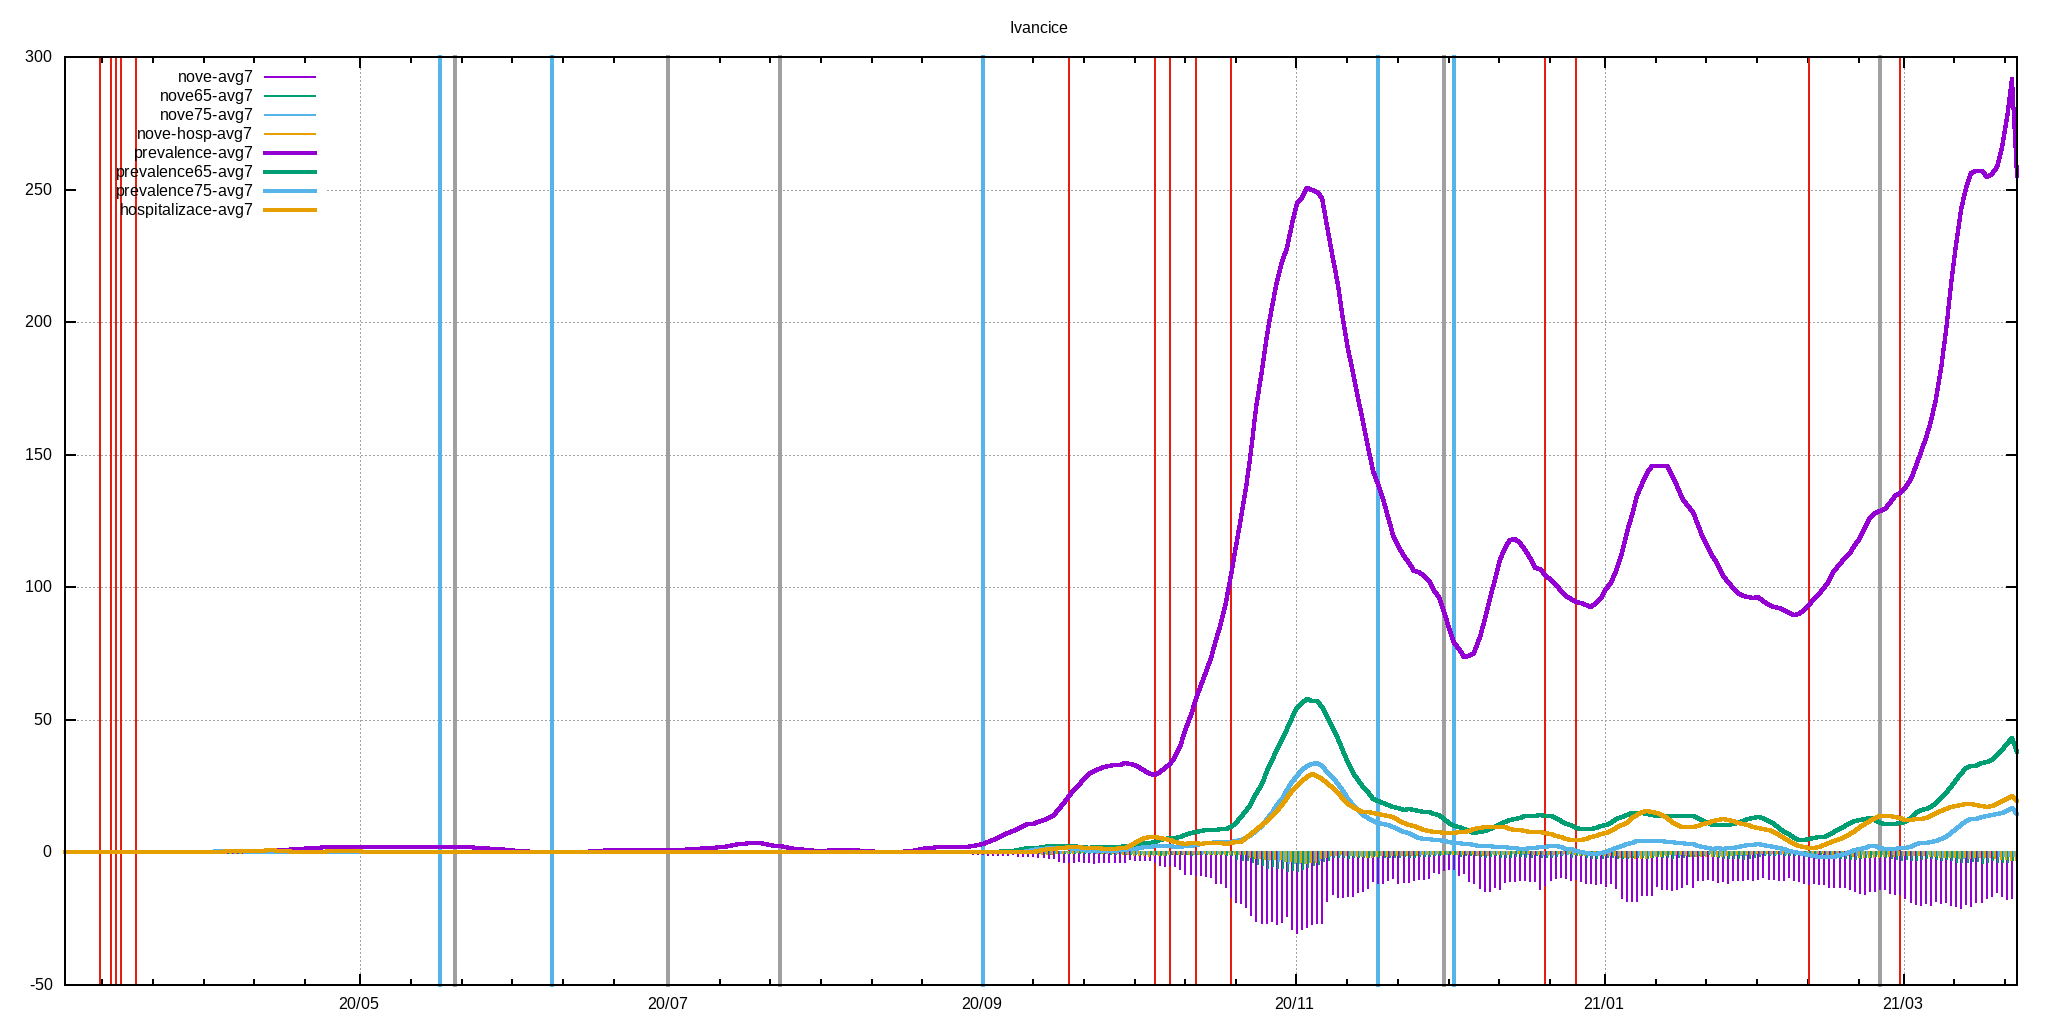 Ivancice
300
250
200
150
100
50
0
-50
nove-avg7
nove65-avg7
nove75-avg7
nove-hosp-avg7
prevalence-avg7
prevalence65-avg7
prevalence75-avg7
hospitalizace-avg7
20/05 20/07 20/09 20/11 21/01 21/03